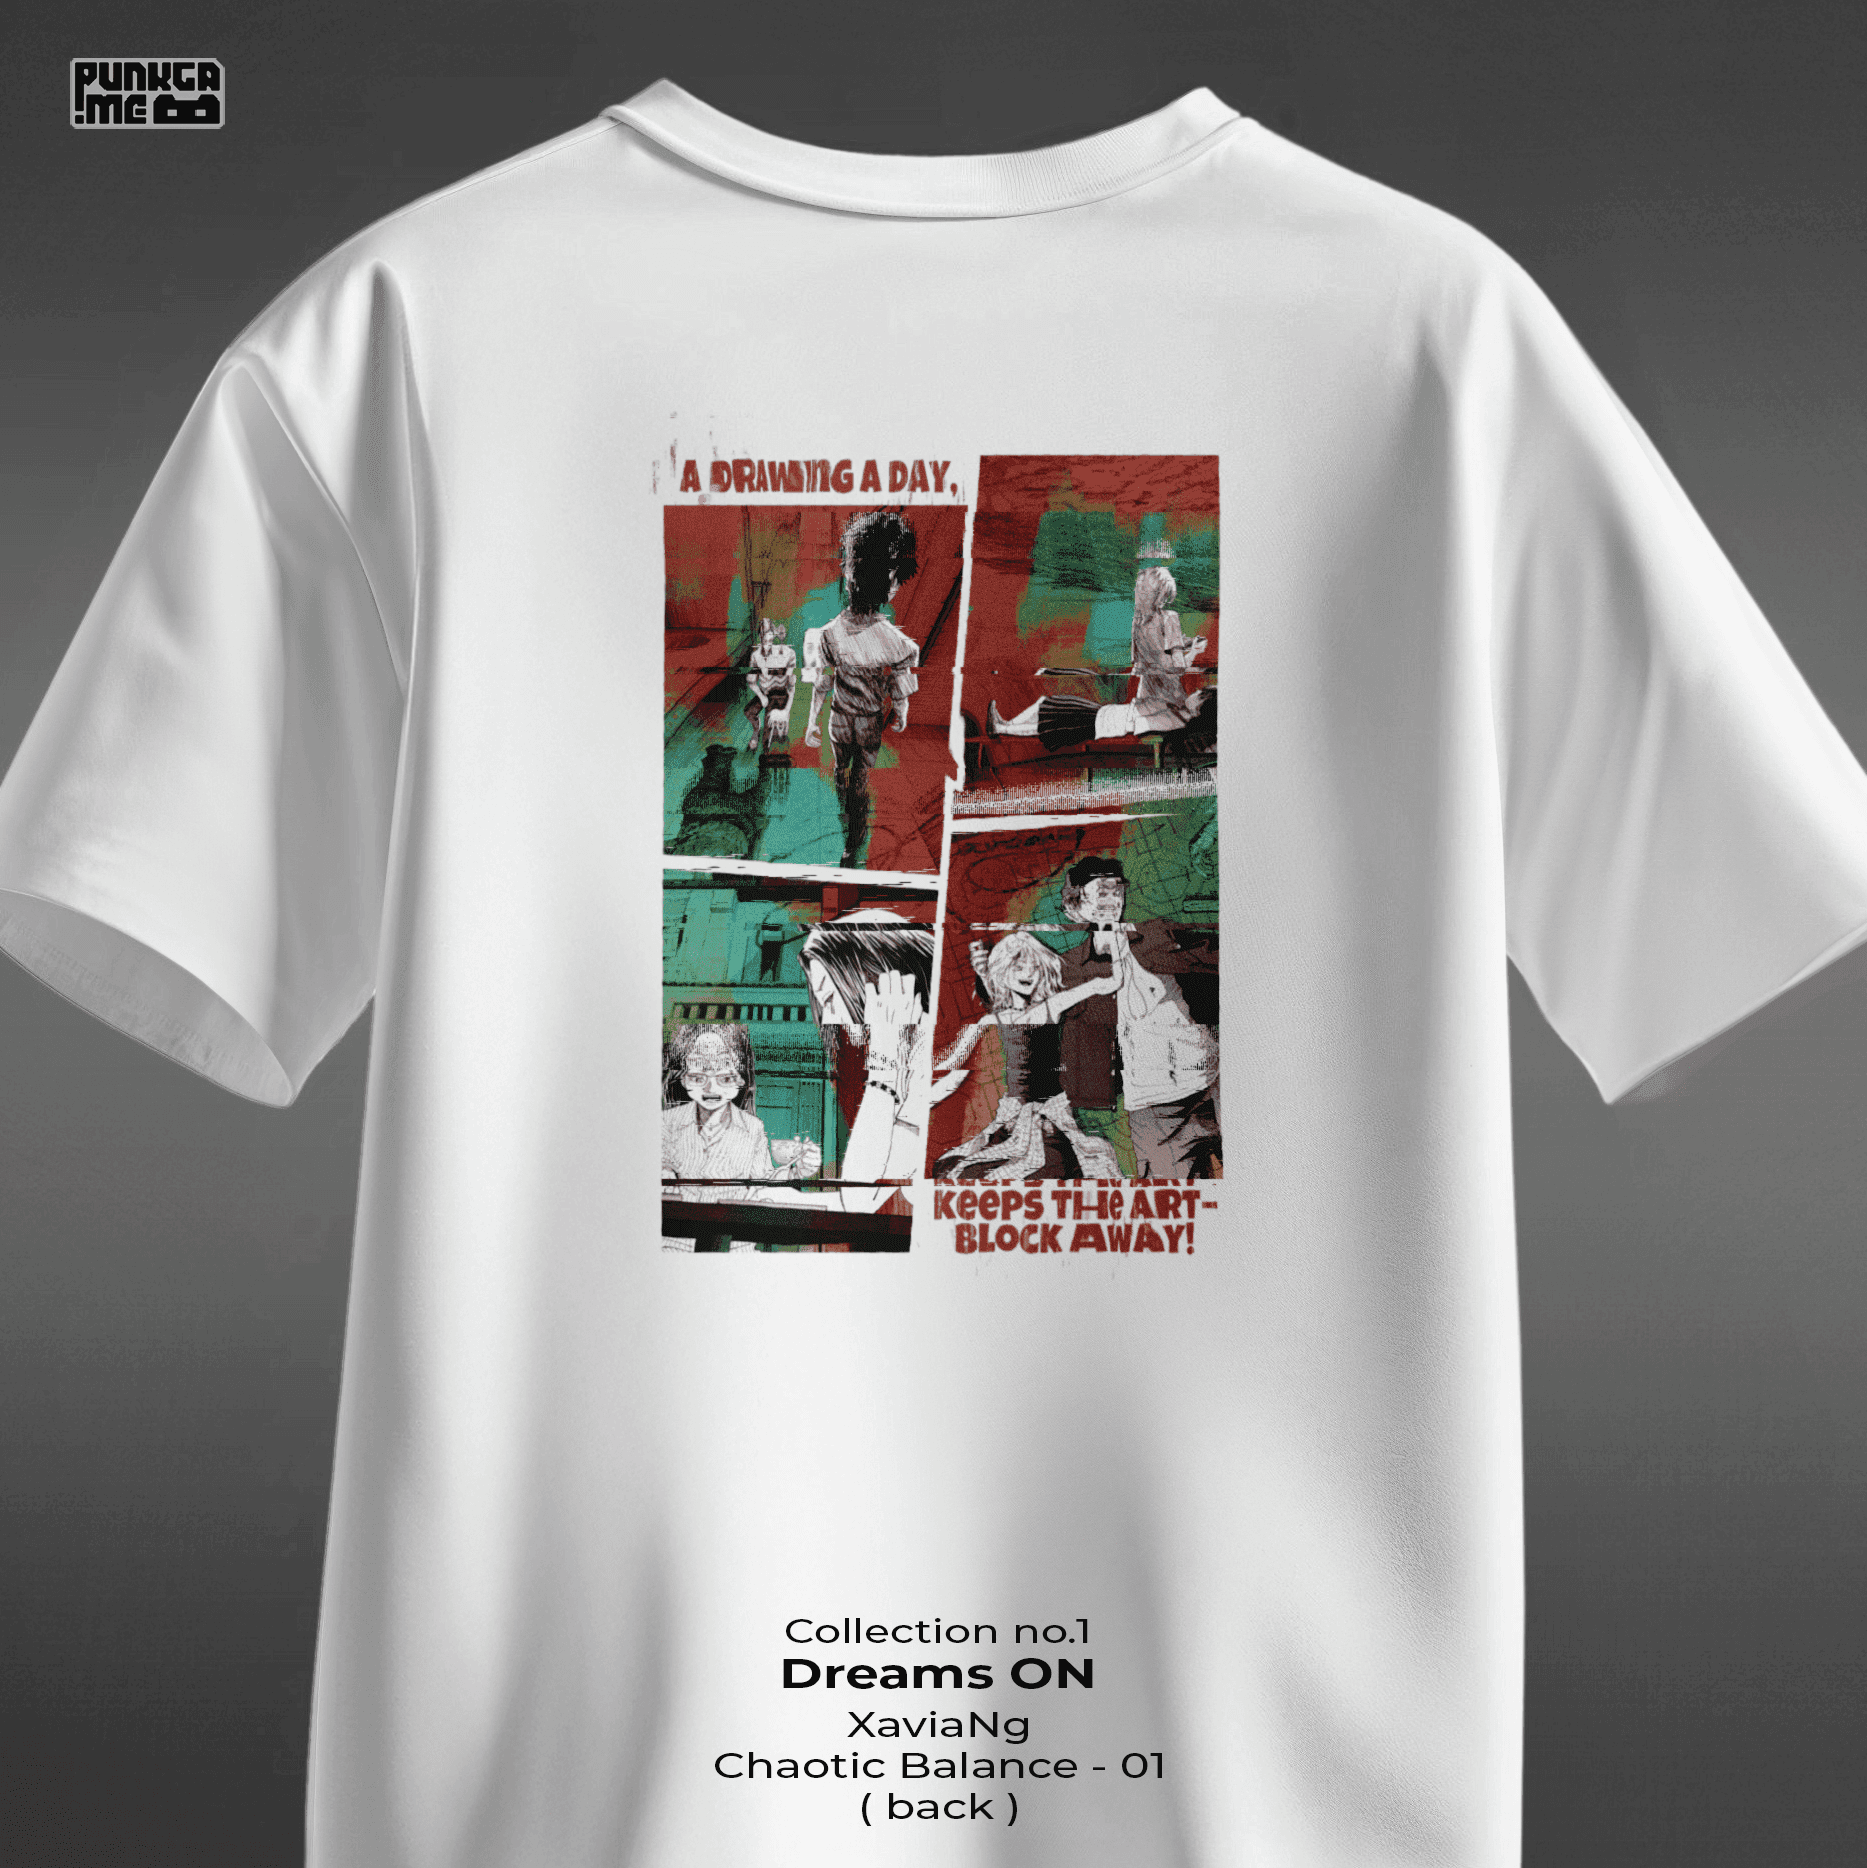 PUNKGA
.ME
A DRAWING A DAY,
KEEPS THE ART-
BLOCK AWAY!
Collection no.1
Dreams ON
XaviaNg
Chaotic Balance - 01
( back )